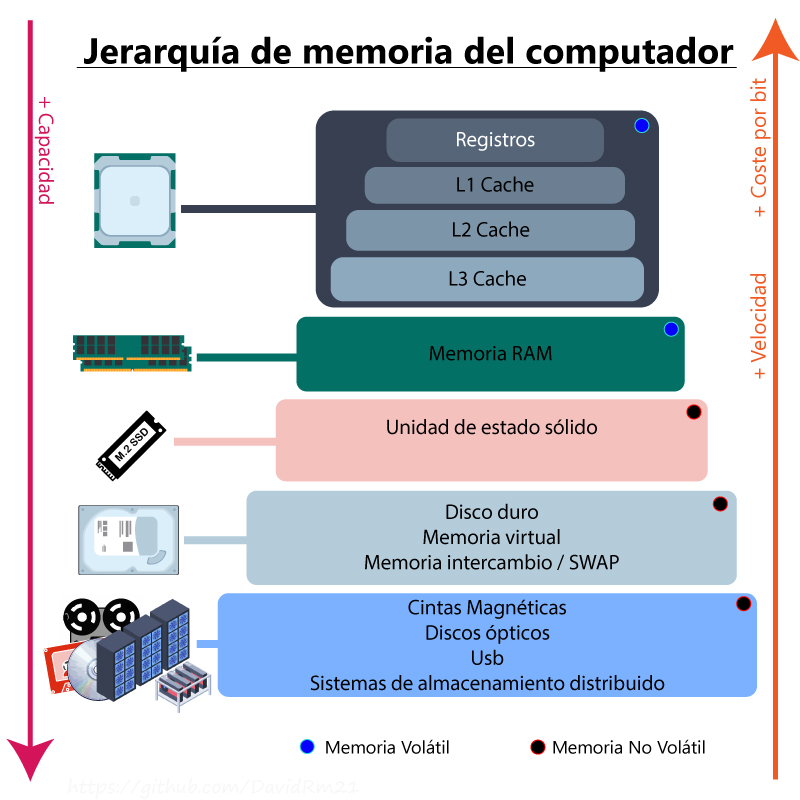 Jerarquía de memoria del computador
+ Capacidad
+ Coste por bit
+ Velocidad
Registros
L1 Cache
L2 Cache
L3 Cache
Memoria RAM
M.2 SSD
Unidad de estado sólido
Disco duro
Memoria virtual
Memoria intercambio / SWAP
Cintas Magnéticas
Discos ópticos
Usb
Sistemas de almacenamiento distribuido
Memoria Volátil
Memoria No Volátil
https://github.com/DavidRm21